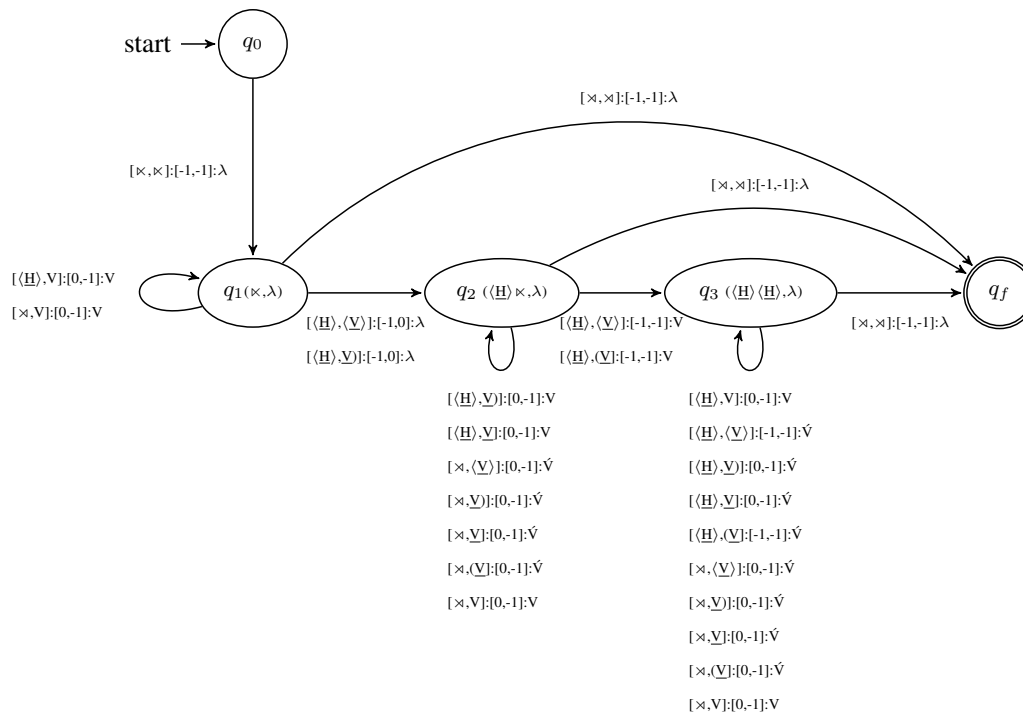 start q0
[⋊,⋊]:[-1,-1]:λ
[⋊,⋊]:[-1,-1]:λ
[⋉,⋉]:[-1,-1]:λ
[⟨H̲⟩,V]:[0,-1]:V
[⋊,V]:[0,-1]:V
q1(⋉,λ)
q2 (⟨H̲⟩⋉,λ)
q3 (⟨H̲⟩⟨H̲⟩,λ)
qf
[⟨H̲⟩,⟨V̲⟩]:[-1,0]:λ
[⟨H̲⟩,V̲)]:[-1,0]:λ
[⟨H̲⟩,⟨V̲⟩]:[-1,-1]:V
[⟨H̲⟩,(V̲]:[-1,-1]:V
[⋊,⋊]:[-1,-1]:λ
[⟨H̲⟩,V̲)]:[0,-1]:V
[⟨H̲⟩,V̲]:[0,-1]:V
[⋊,⟨V̲⟩]:[0,-1]:V́
[⋊,V̲)]:[0,-1]:V́
[⋊,V̲]:[0,-1]:V́
[⋊,(V̲]:[0,-1]:V́
[⋊,V]:[0,-1]:V
[⟨H̲⟩,V]:[0,-1]:V
[⟨H̲⟩,⟨V̲⟩]:[-1,-1]:V́
[⟨H̲⟩,V̲)]:[0,-1]:V́
[⟨H̲⟩,V̲]:[0,-1]:V́
[⟨H̲⟩,(V̲]:[-1,-1]:V́
[⋊,⟨V̲⟩]:[0,-1]:V́
[⋊,V̲)]:[0,-1]:V́
[⋊,V̲]:[0,-1]:V́
[⋊,(V̲]:[0,-1]:V́
[⋊,V]:[0,-1]:V